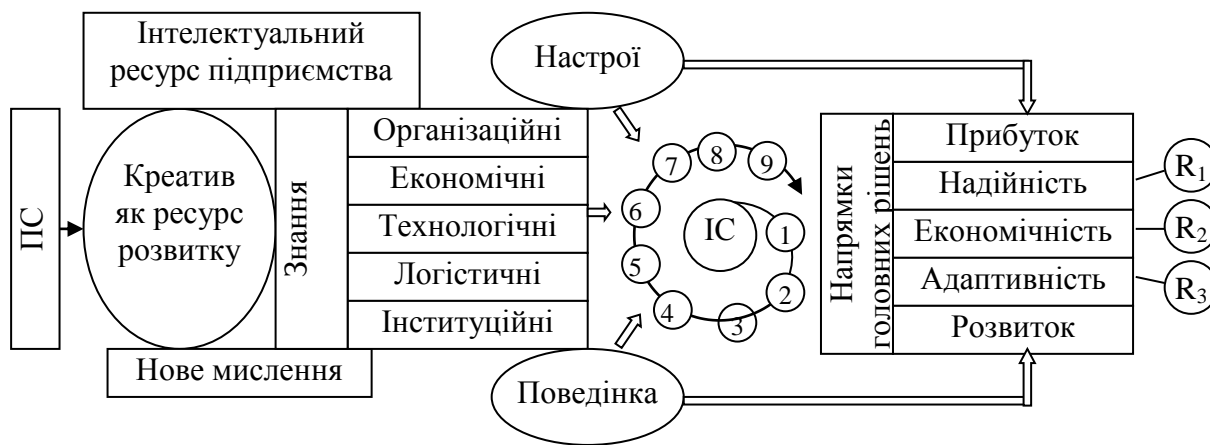 Інтелектуальний
ресурс підприємства
ПС
Креатив
як ресурс
розвитку
Нове мислення
Знання
Організаційні
Економічні
Технологічні
Логістичні
Інституційні
Настрої
Поведінка
ІС
1
2
3
4
5
6
7
8
9
Напрямки
головних рішень
Прибуток
Надійність
Економічність
Адаптивність
Розвиток
R1
R2
R3